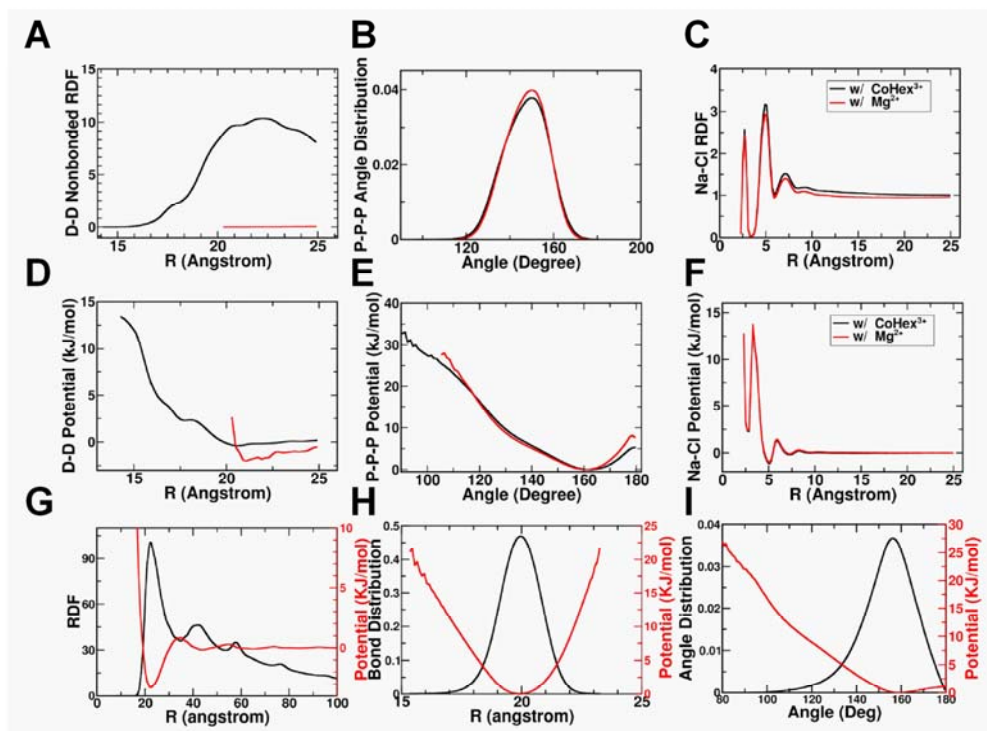 A
D-D Nonbonded RDF
15
10
5
0
15
20
25
R (Angstrom)
B
P-P-P Angle Distribution
0.04
0.02
0
120
160
200
Angle (Degree)
C
Na-Cl RDF
4
3
2
1
0
w/ CoHex3+
w/ Mg2+
0
5
10
15
20
25
R (Angstrom)
D
D-D Potential (kJ/mol)
15
10
5
0
15
20
25
R (Angstrom)
E
P-P-P Potential (kJ/mol)
40
30
20
10
0
100
120
140
160
180
Angle (Degree)
F
Na-Cl Potential (kJ/mol)
15
10
5
0
w/ CoHex3+
w/ Mg2+
0
5
10
15
20
25
R (Angstrom)
G
RDF
90
60
30
0
0
20
40
60
80
100
R (angstrom)
10
5
0
Potential (KJ/mol)
H
Bond Distribution
0.5
0.4
0.3
0.2
0.1
0
15
20
25
R (angstrom)
25
20
15
10
5
0
Potential (KJ/mol)
I
Angle Distribution
0.04
0.03
0.02
0.01
0
80
100
120
140
160
180
Angle (Deg)
30
25
20
15
10
5
0
Potential (KJ/mol)